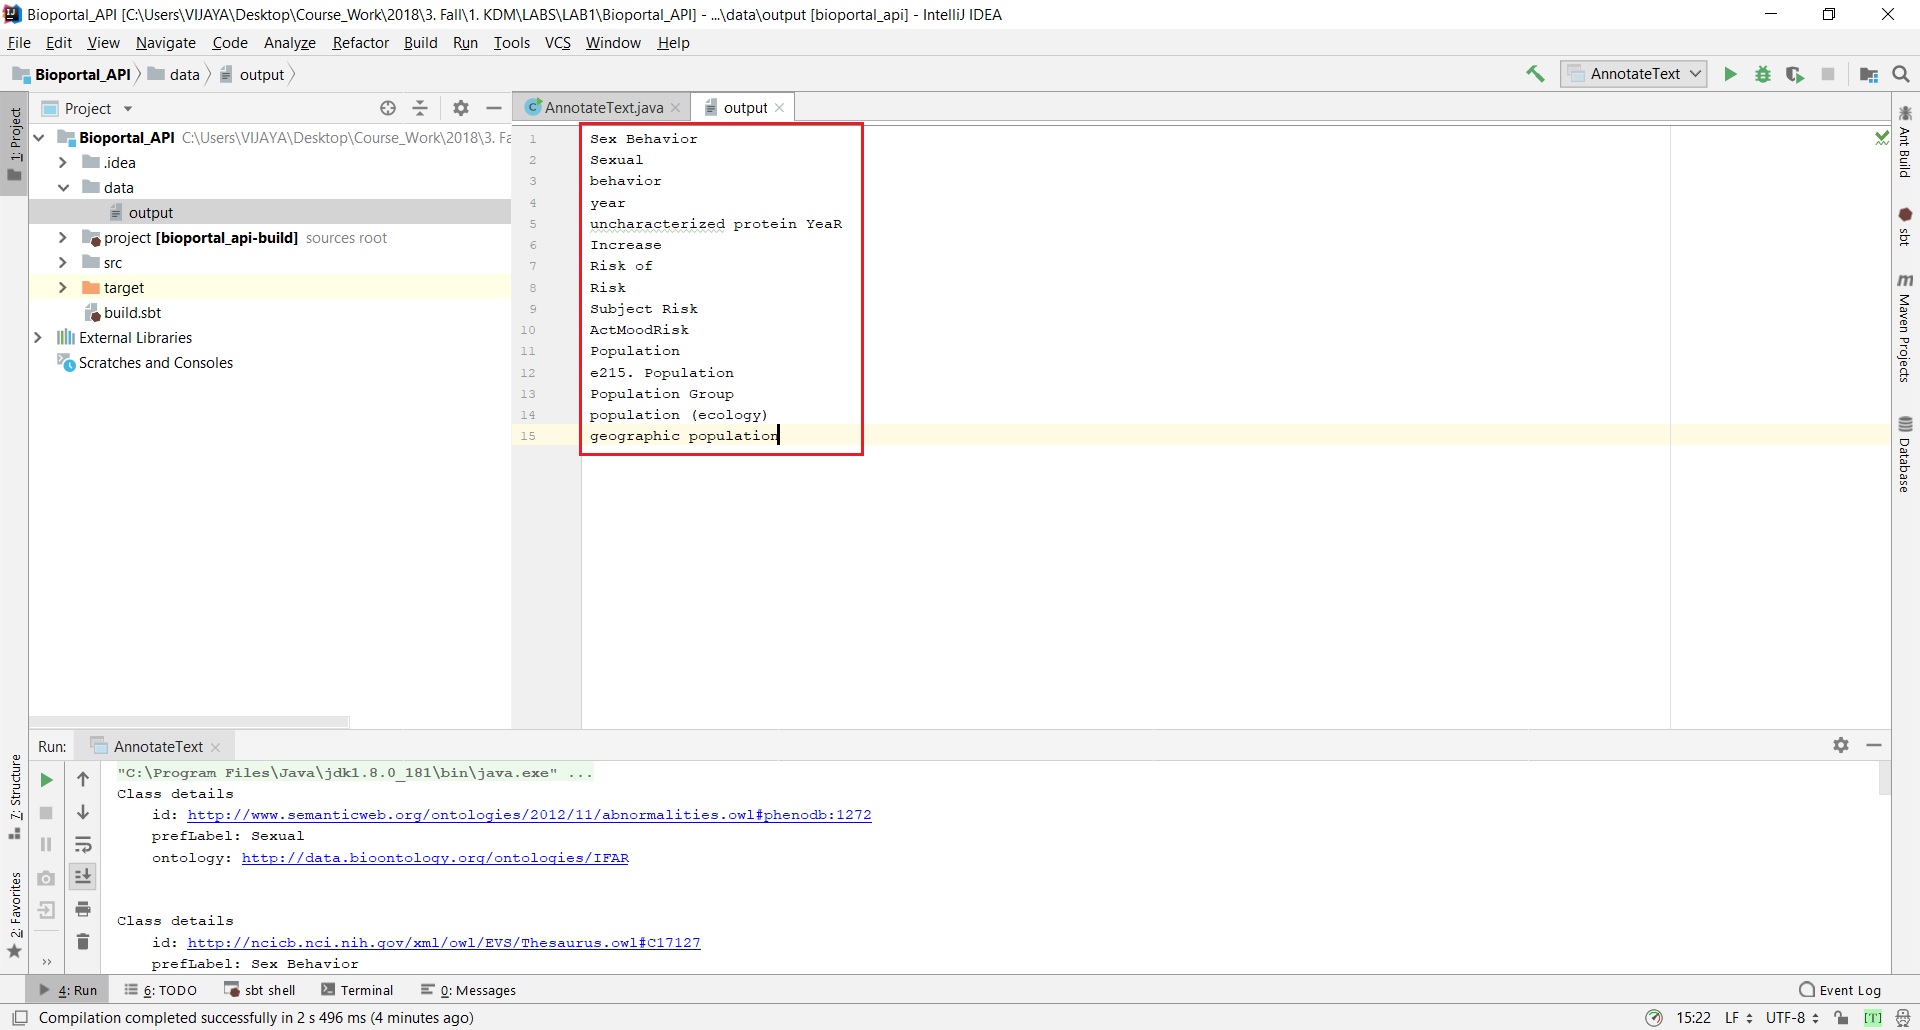 Bioportal_API [C:\Users\VIJAYA\Desktop\Course_Work\2018\3. Fall\1. KDM\LABS\LAB1\Bioportal_API] - ...\data\output [bioportal_api] - IntelliJ IDEA
File Edit View Navigate Code Analyze Refactor Build Run Tools VCS Window Help
Bioportal_API data output
AnnotateText
Project
AnnotateText.java output
Bioportal_API C:\Users\VIJAYA\Desktop\Course_Work\2018\3. Fa
.idea
data
output
project [bioportal_api-build] sources root
src
target
build.sbt
External Libraries
Scratches and Consoles
1 Sex Behavior
2 Sexual
3 behavior
4 year
5 uncharacterized protein YeaR
6 Increase
7 Risk of
8 Risk
9 Subject Risk
10 ActMoodRisk
11 Population
12 e215. Population
13 Population Group
14 population (ecology)
15 geographic population
1: Project
7: Structure
2: Favorites
Ant Build
sbt
Maven Projects
Database
Run: AnnotateText
"C:\Program Files\Java\jdk1.8.0_181\bin\java.exe" ...
Class details
id: http://www.semanticweb.org/ontologies/2012/11/abnormalities.owl#phenodb:1272
prefLabel: Sexual
ontology: http://data.bioontology.org/ontologies/IFAR
Class details
id: http://ncicb.nci.nih.gov/xml/owl/EVS/Thesaurus.owl#C17127
prefLabel: Sex Behavior
4: Run 6: TODO sbt shell Terminal 0: Messages Event Log
Compilation completed successfully in 2 s 496 ms (4 minutes ago) 15:22 LF UTF-8 [T]